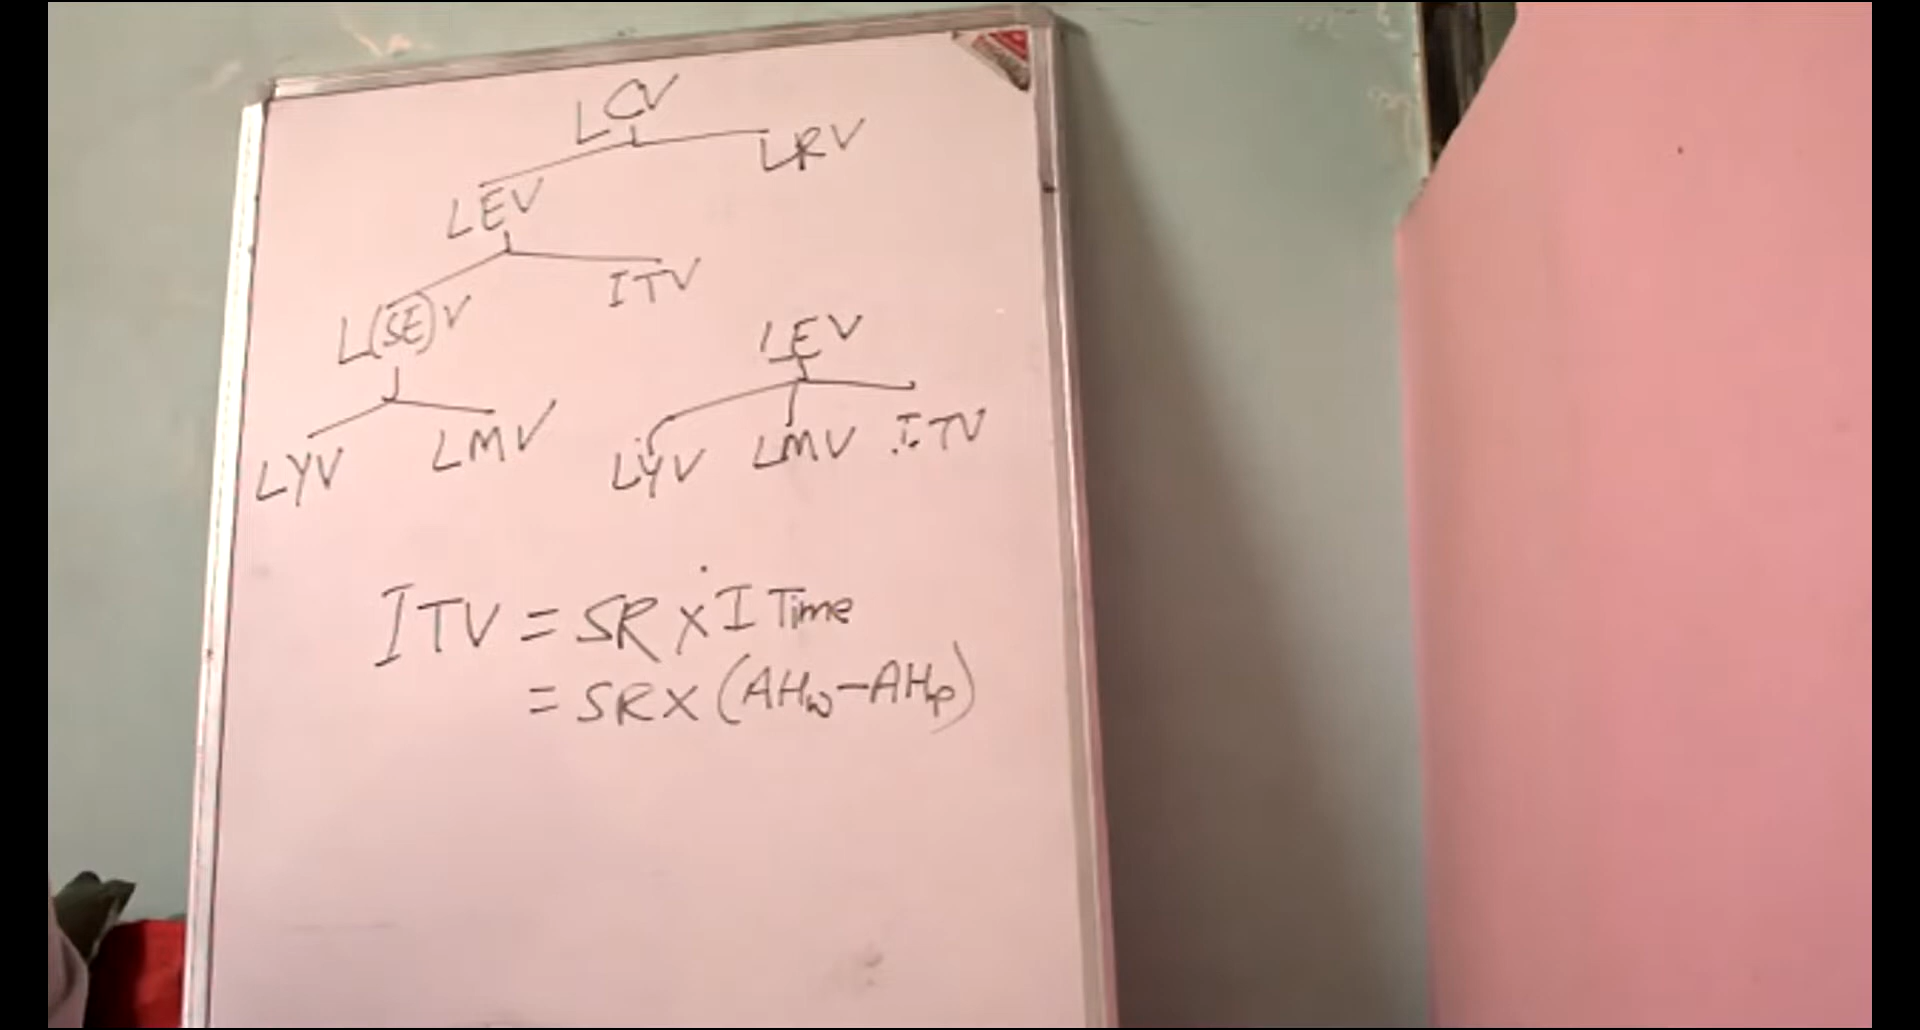 LCV
LRV
LEV
ITV
L(SE)V
LEV
LYV LMV
LYV LMV ITV
ITV = SR X I Time
= SR X (AHw-AHp)